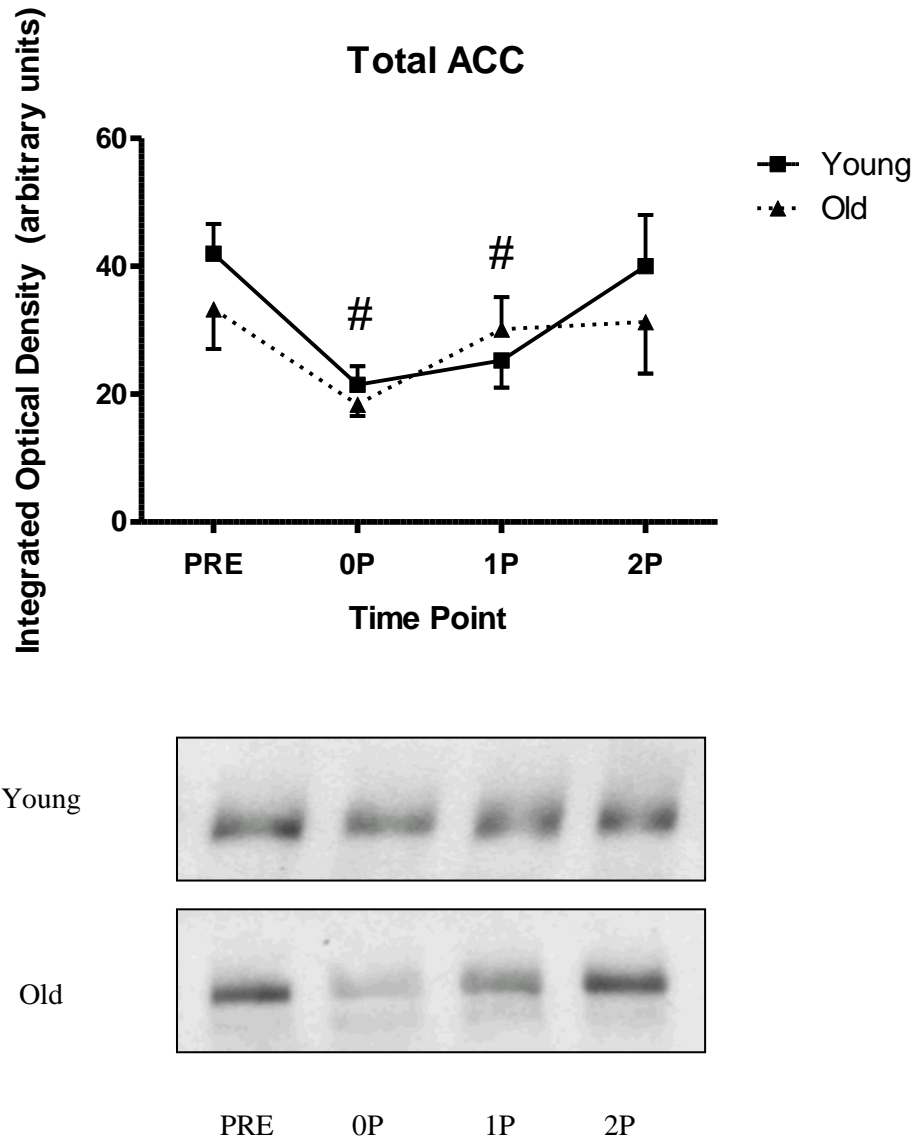 Total ACC
Integrated Optical Density (arbitrary units)
60
40
20
0
#
#
Young
Old
PRE 0P 1P 2P
Time Point
Young
Old
PRE 0P 1P 2P